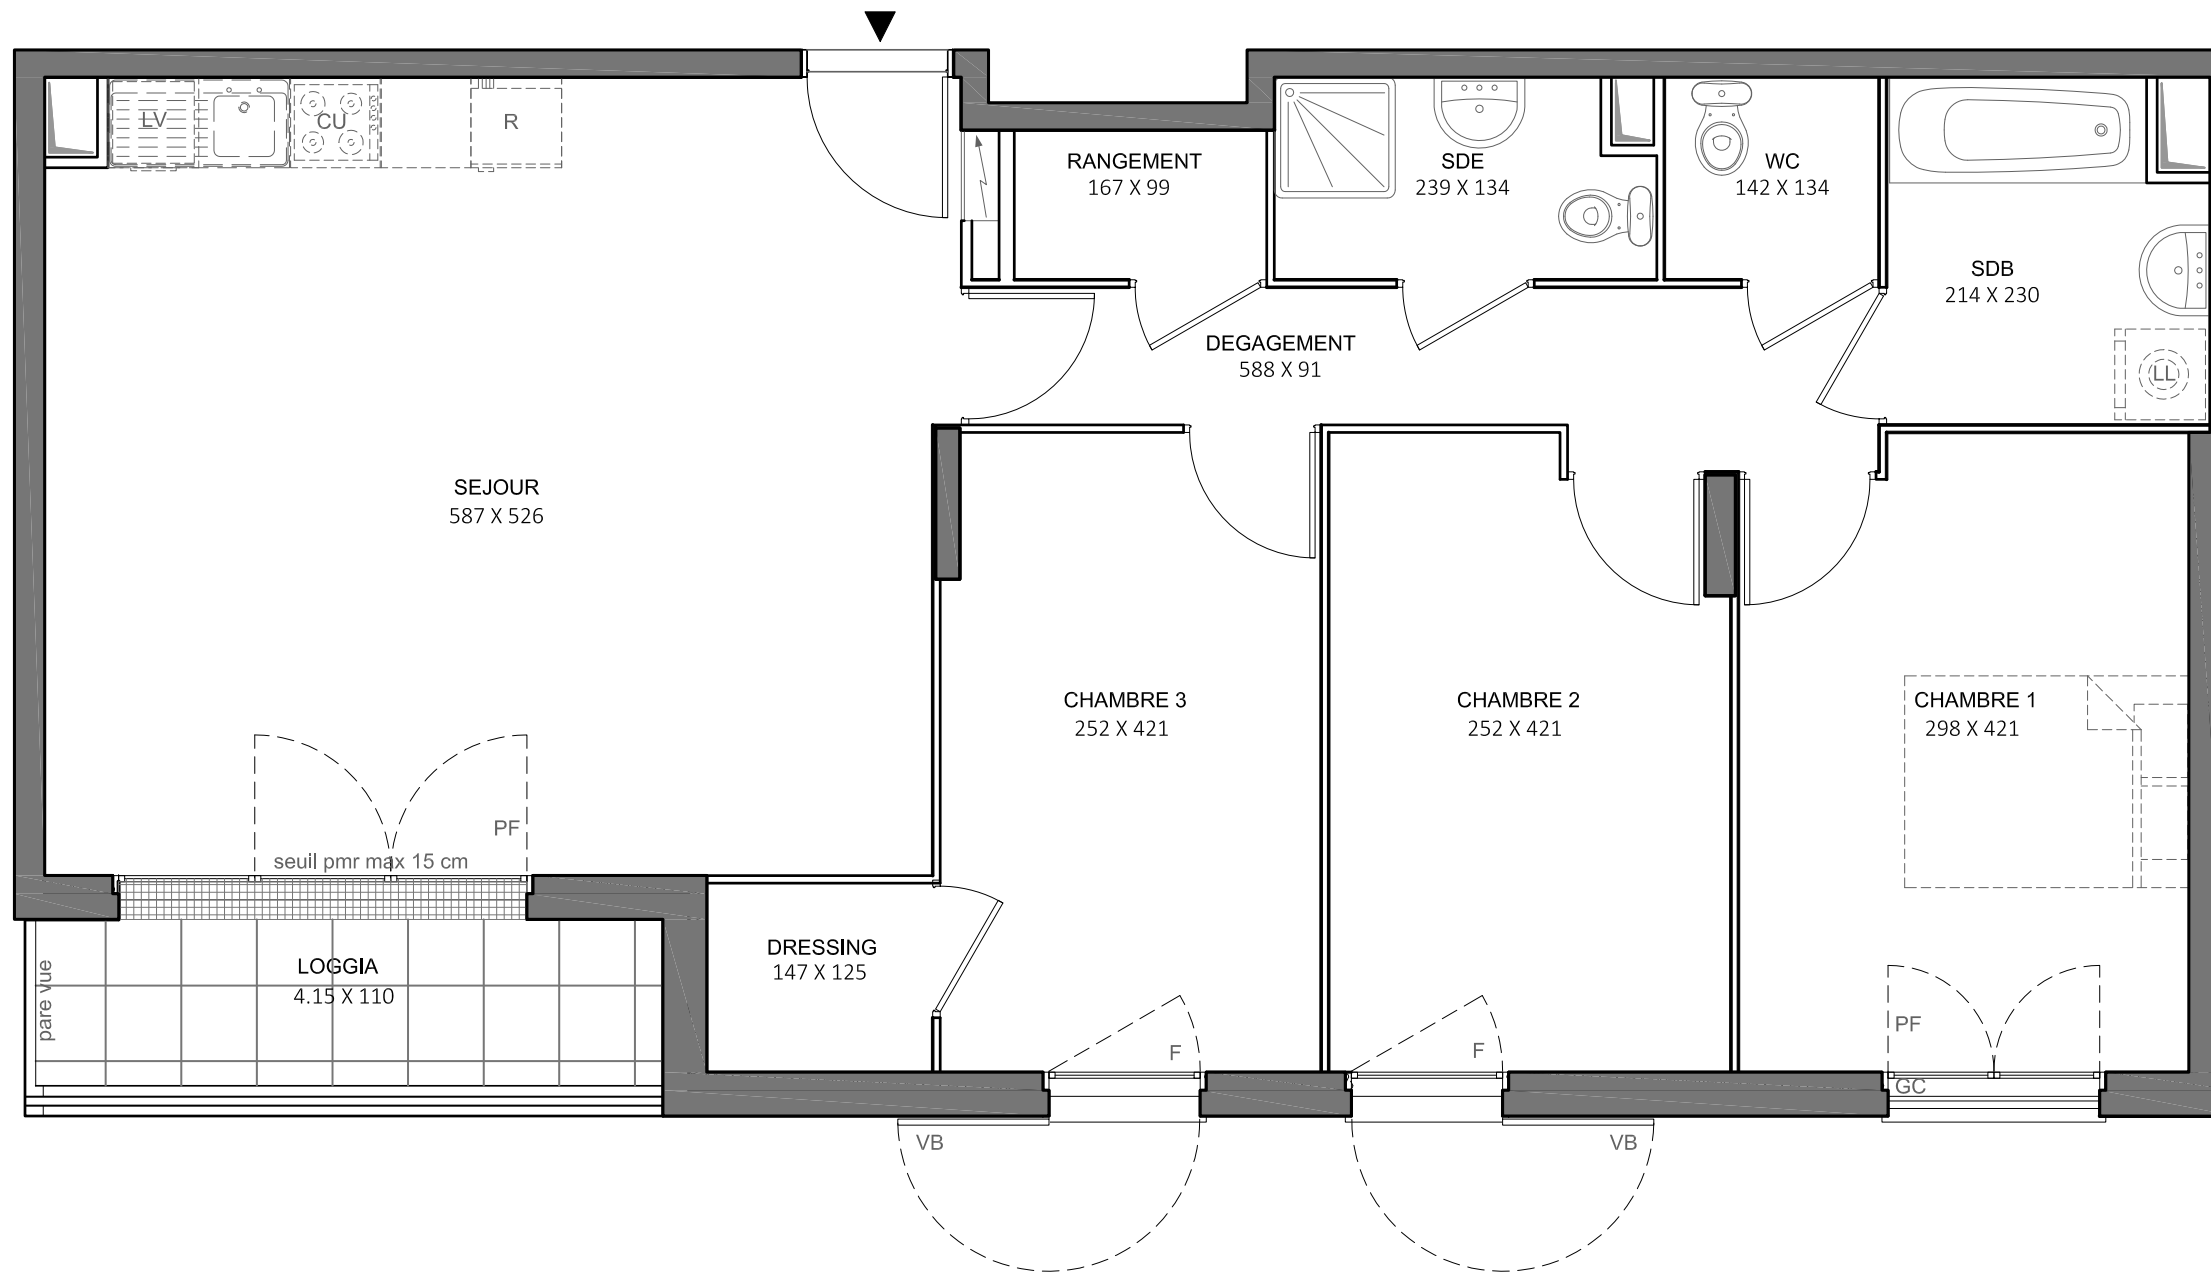 LV
CU
R
RANGEMENT
167 X 99
SDE
239 X 134
WC
142 X 134
SDB
214 X 230
LL
DEGAGEMENT
588 X 91
SEJOUR
587 X 526
CHAMBRE 3
252 X 421
CHAMBRE 2
252 X 421
CHAMBRE 1
298 X 421
PF
seuil pmr max 15 cm
DRESSING
147 X 125
LOGGIA
4.15 X 110
pare vue
F
F
PF
GC
VB
VB